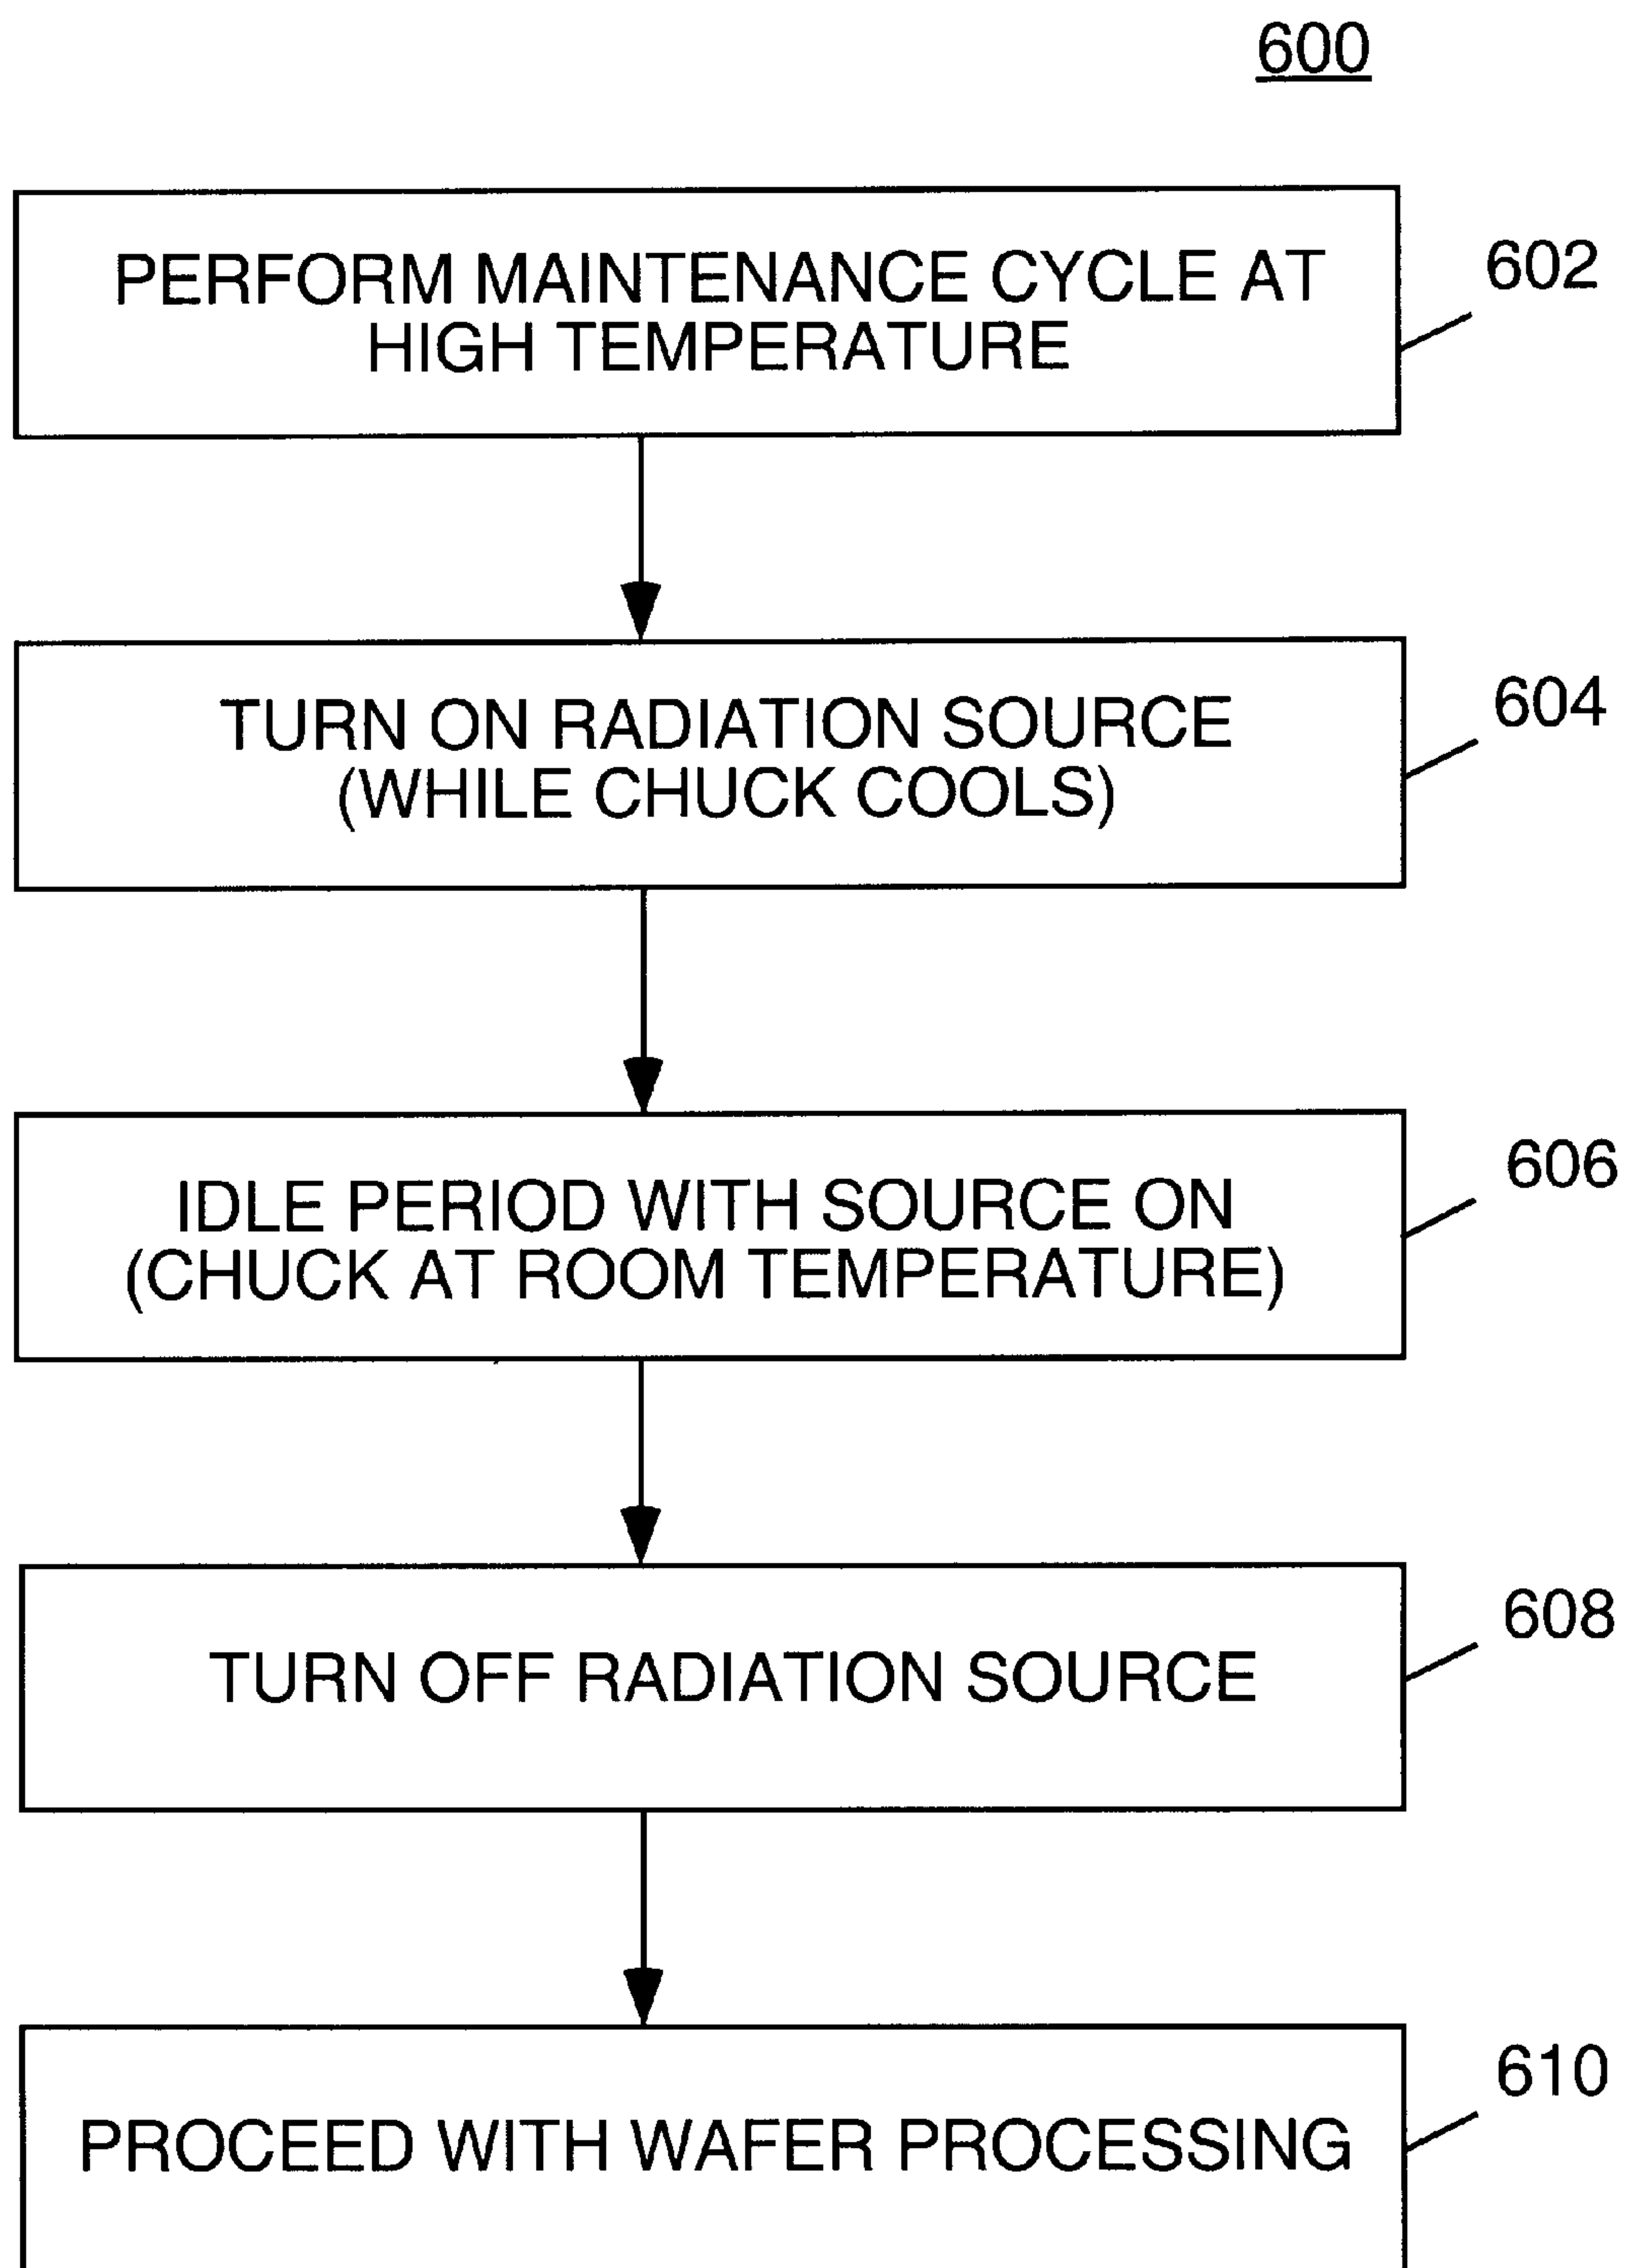 600
PERFORM MAINTENANCE CYCLE AT
HIGH TEMPERATURE
602
TURN ON RADIATION SOURCE
(WHILE CHUCK COOLS)
604
IDLE PERIOD WITH SOURCE ON
(CHUCK AT ROOM TEMPERATURE)
606
TURN OFF RADIATION SOURCE
608
PROCEED WITH WAFER PROCESSING
610